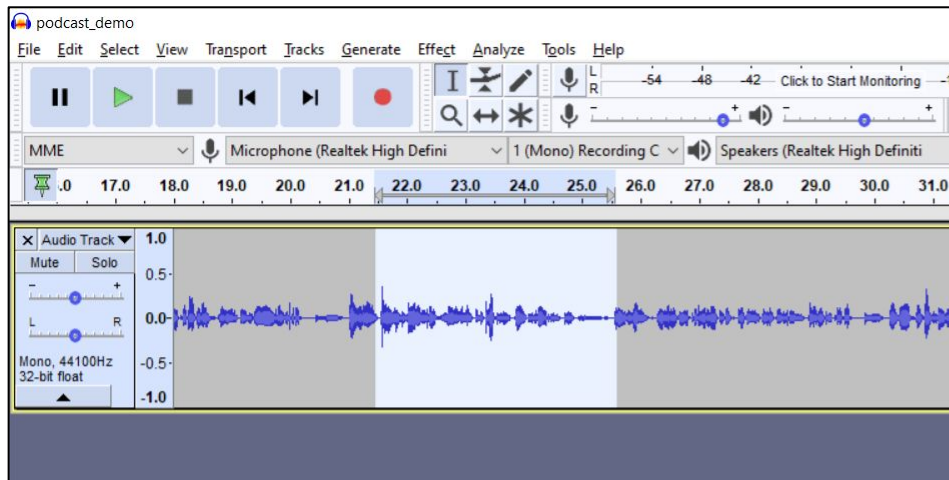 podcast_demo
File Edit Select View Transport Tracks Generate Effect Analyze Tools Help
L
R
-54 -48 -42 Click to Start Monitoring
- + - +
MME Microphone (Realtek High Defini 1 (Mono) Recording C Speakers (Realtek High Definiti
.0 17.0 18.0 19.0 20.0 21.0 22.0 23.0 24.0 25.0 26.0 27.0 28.0 29.0 30.0 31.0
X Audio Track 1.0
Mute Solo
0.5
- +
L R 0.0
Mono, 44100Hz -0.5
32-bit float
-1.0